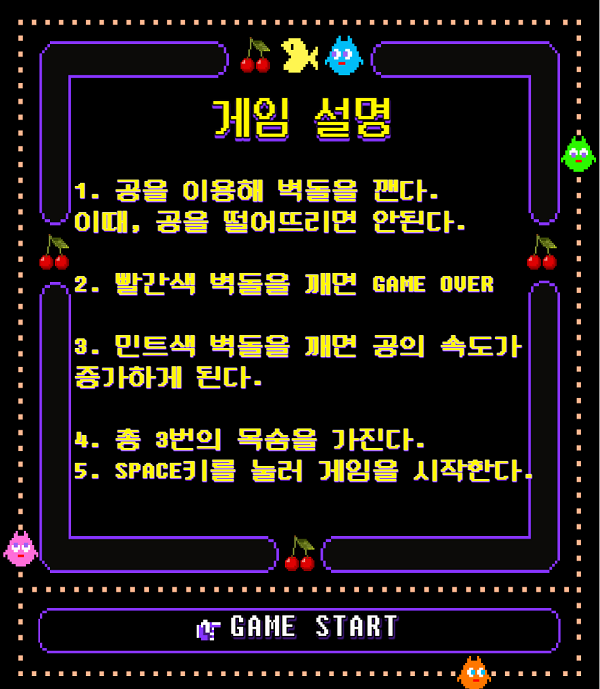 게임 설명
1. 공을 이용해 벽돌을 깬다.
이때, 공을 떨어뜨리면 안된다.
2. 빨간색 벽돌을 깨면 GAME OVER
3. 민트색 벽돌을 깨면 공의 속도가
증가하게 된다.
4. 총 3번의 목숨을 가진다.
5. SPACE키를 눌러 게임을 시작한다.
GAME START